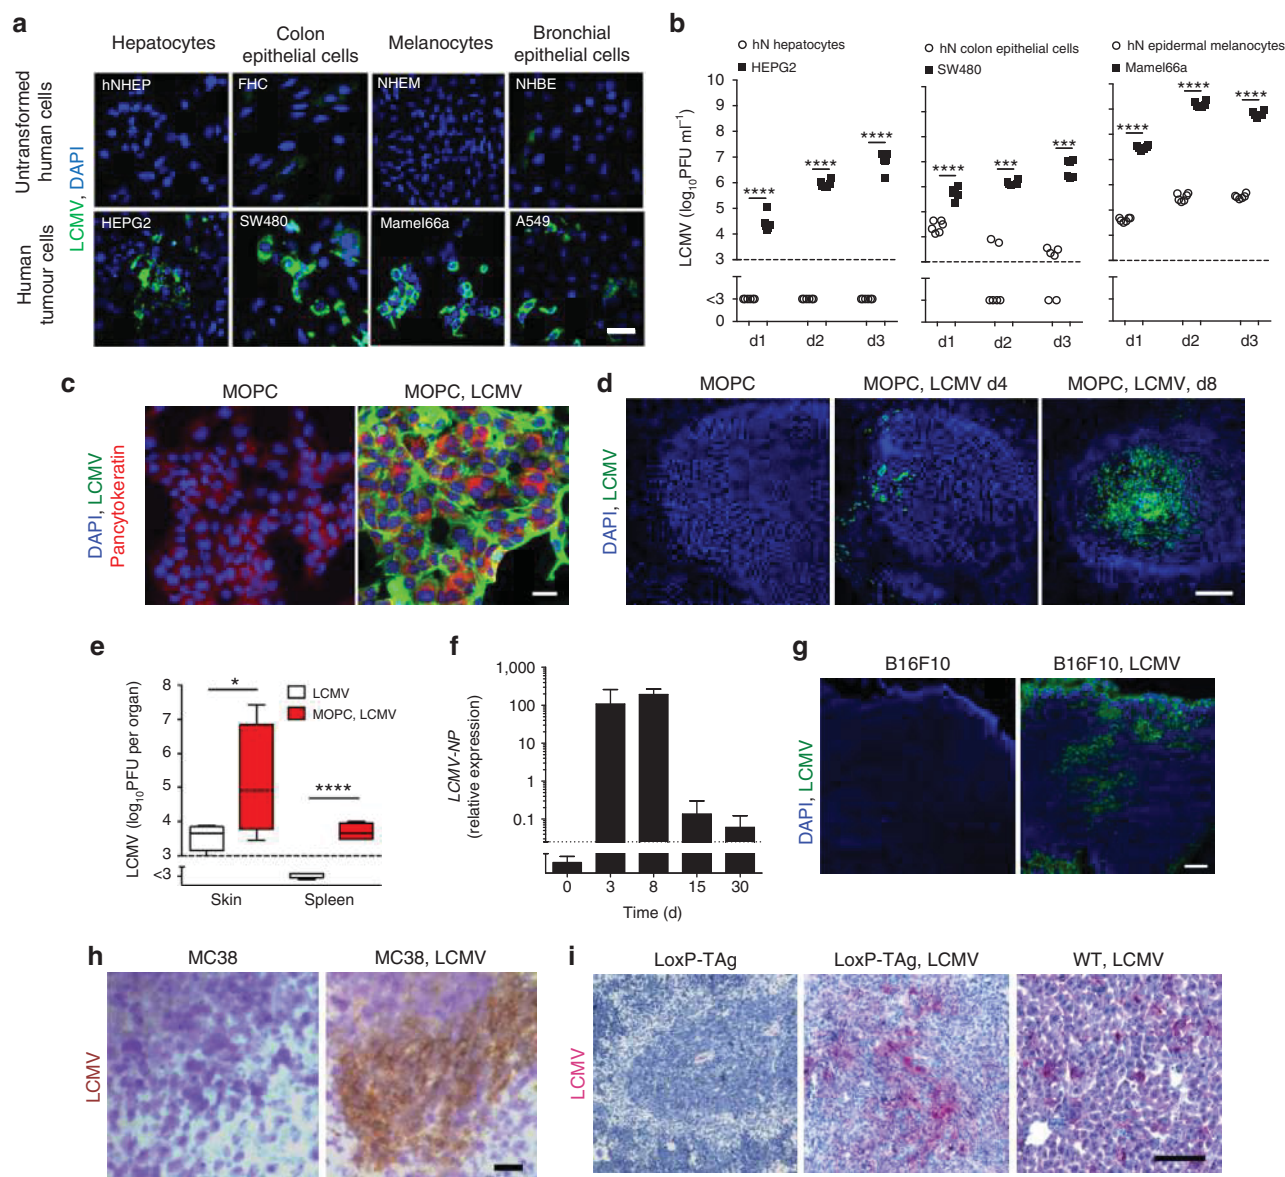 a
Hepatocytes
Colon
epithelial cells
Melanocytes
Bronchial
epithelial cells
Untransformed
human cells
Human
tumour cells
LCMV, DAPI
hNHEP
FHC
NHEM
NHBE
HEPG2
SW480
Mamel66a
A549
b
hN hepatocytes
HEPG2
hN colon epithelial cells
SW480
hN epidermal melanocytes
Mamel66a
LCMV (log10PFU ml−1)
10
9
8
7
6
5
4
3
<3
0
**** **** ****
**** *** ***
**** **** ****
d1 d2 d3
d1 d2 d3
d1 d2 d3
c
MOPC
MOPC, LCMV
DAPI, LCMV
Pancytokeratin
d
MOPC
MOPC, LCMV d4
MOPC, LCMV, d8
DAPI, LCMV
e
LCMV (log10PFU per organ)
8
7
6
5
4
3
<3
*
****
LCMV
MOPC, LCMV
Skin
Spleen
f
LCMV-NP
(relative expression)
1,000
100
10
1
0.1
0 3 8 15 30
Time (d)
g
B16F10
B16F10, LCMV
DAPI, LCMV
h
MC38
MC38, LCMV
LCMV
i
LoxP-TAg
LoxP-TAg, LCMV
WT, LCMV
LCMV